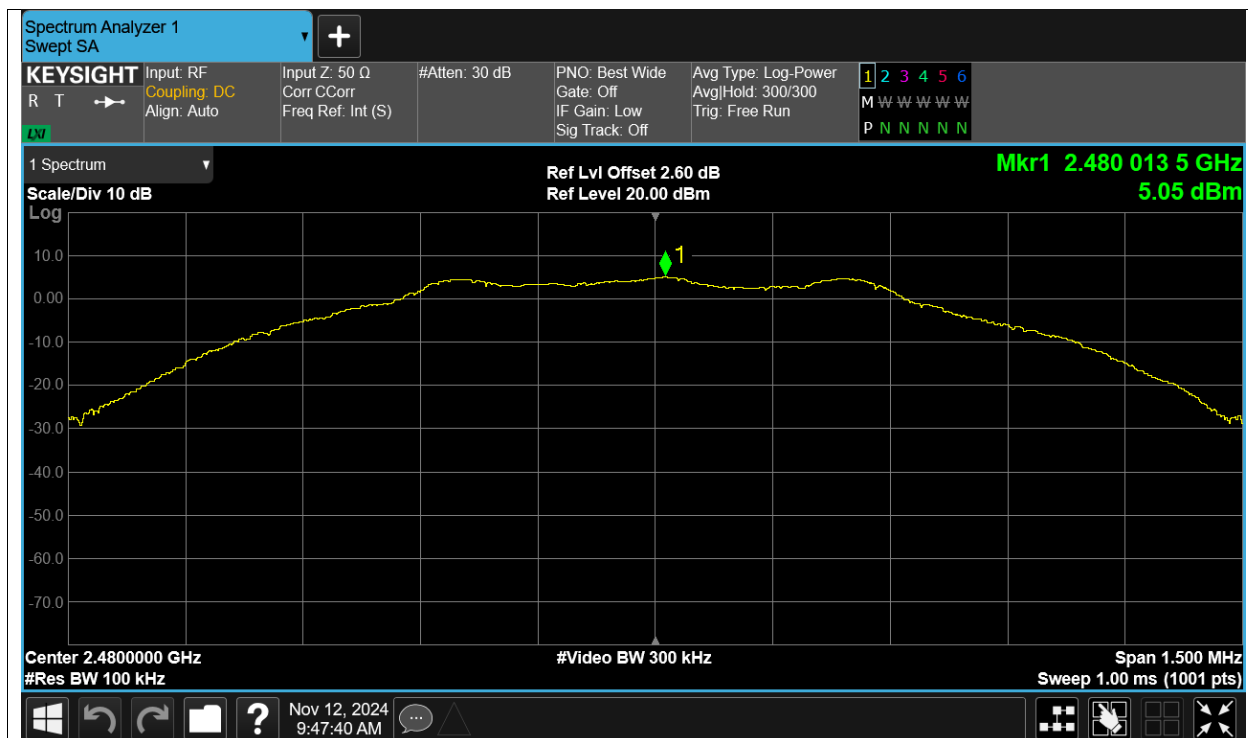 Spectrum Analyzer 1
Swept SA
KEYSIGHT
R T
LXI
Input: RF
Coupling: DC
Align: Auto
Input Z: 50 Ω
Corr CCorr
Freq Ref: Int (S)
#Atten: 30 dB
PNO: Best Wide
Gate: Off
IF Gain: Low
Sig Track: Off
Avg Type: Log-Power
Avg|Hold: 300/300
Trig: Free Run
1 2 3 4 5 6
M W W W W W
P N N N N N
1 Spectrum
Scale/Div 10 dB
Ref Lvl Offset 2.60 dB
Ref Level 20.00 dBm
Mkr1 2.480 013 5 GHz
5.05 dBm
Log
10.0
0.00
-10.0
-20.0
-30.0
-40.0
-50.0
-60.0
-70.0
1
Center 2.4800000 GHz
#Res BW 100 kHz
#Video BW 300 kHz
Span 1.500 MHz
Sweep 1.00 ms (1001 pts)
?
Nov 12, 2024
9:47:40 AM